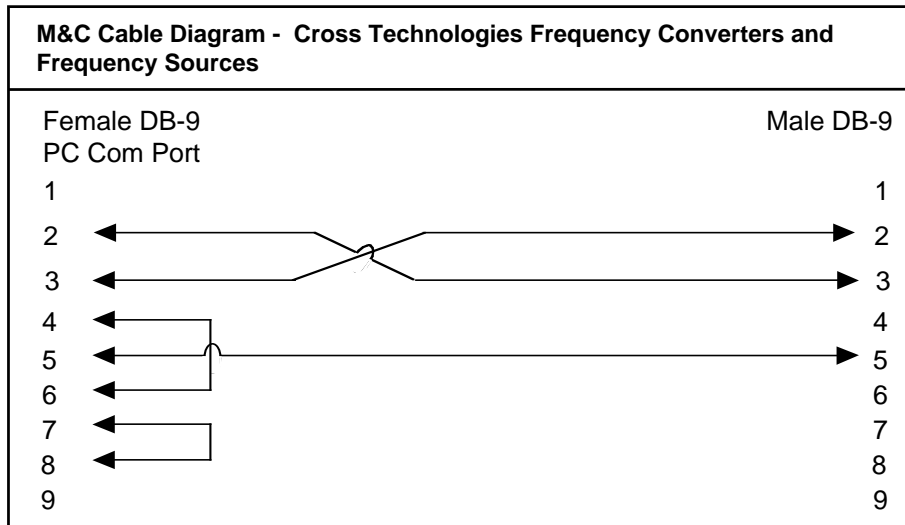 M&C Cable Diagram -  Cross Technologies Frequency Converters and
Frequency Sources
Female DB-9 Male DB-9
PC Com Port
1 1
2 2
3 3
4 4
5 5
6 6
7 7
8 8
9 9